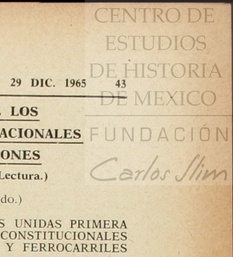 CENTRO DE
ESTUDIOS
DE HISTORIA
DE MEXICO
FUNDACIÓN
Carlos Slim
29 DIC. 1965 43
. LOS
ACIONALES
ONES
Lectura.)
do.)
S UNIDAS PRIMERA
CONSTITUCIONALES
Y FERROCARRILES